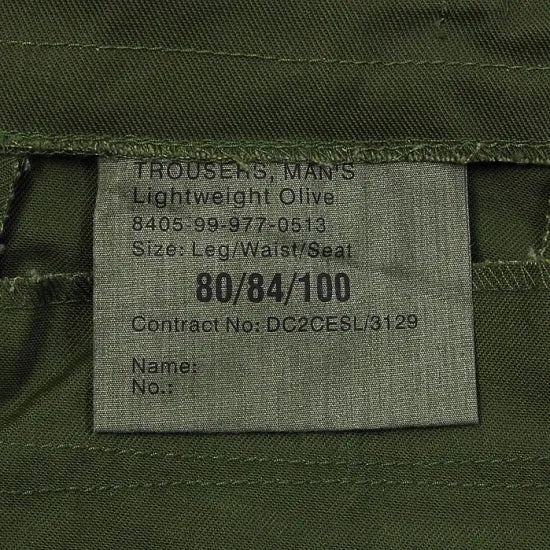 TROUSERS, MAN'S
Lightweight Olive
8405-99-977-0513
Size: Leg/Waist/Seat
80/84/100
Contract No: DC2CESL/3129
Name:
No.: